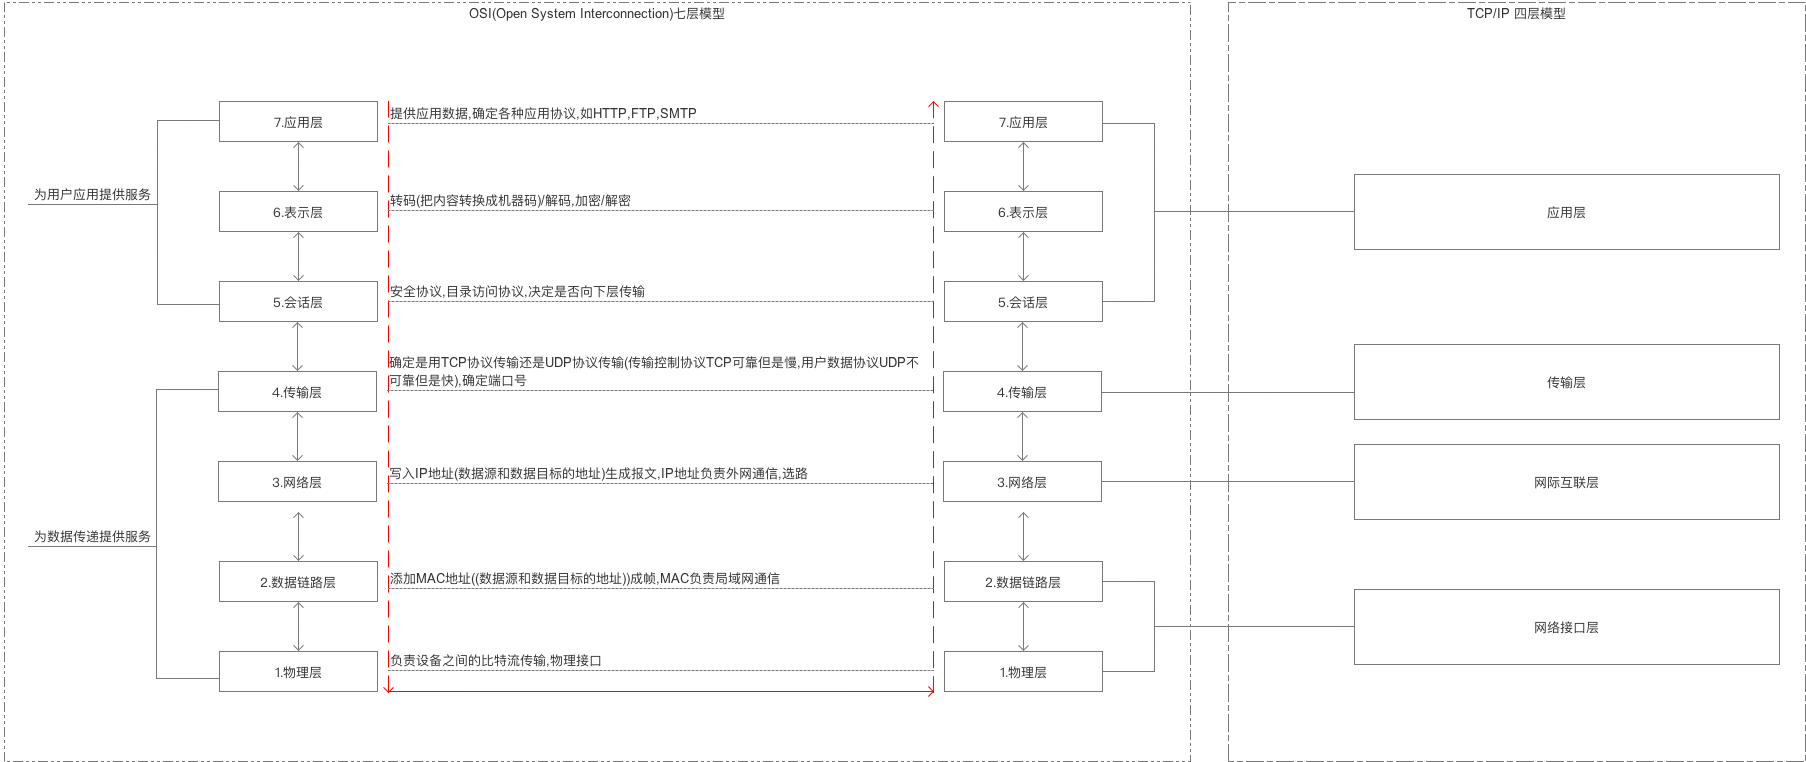 OSI(Open System Interconnection)七层模型
TCP/IP 四层模型
7.应用层
提供应用数据,确定各种应用协议,如HTTP,FTP,SMTP
7.应用层
为用户应用提供服务
6.表示层
转码(把内容转换成机器码)/解码,加密/解密
6.表示层
应用层
5.会话层
安全协议,目录访问协议,决定是否向下层传输
5.会话层
4.传输层
确定是用TCP协议传输还是UDP协议传输(传输控制协议TCP可靠但是慢,用户数据协议UDP不
可靠但是快),确定端口号
4.传输层
传输层
3.网络层
写入IP地址(数据源和数据目标的地址)生成报文,IP地址负责外网通信,选路
3.网络层
网际互联层
为数据传递提供服务
2.数据链路层
添加MAC地址((数据源和数据目标的地址))成帧,MAC负责局域网通信
2.数据链路层
网络接口层
1.物理层
负责设备之间的比特流传输,物理接口
1.物理层